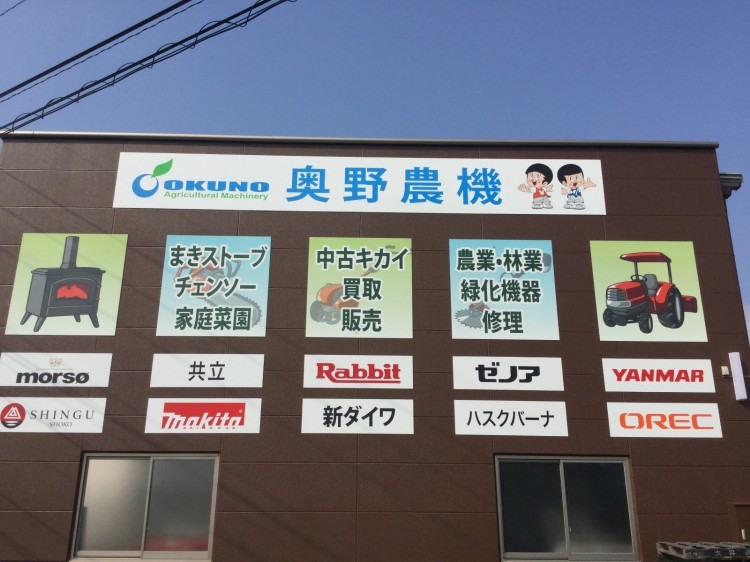 OKUNO
Agricultural Machinery
奥野農機
まきストーブ
チェンソー
家庭菜園
中古キカイ
買取
販売
農業・林業
緑化機器
修理
morsø
共立
Rabbit
ゼノア
YANMAR
SHINGU
SHOKO
makita
新ダイワ
ハスクバーナ
OREC